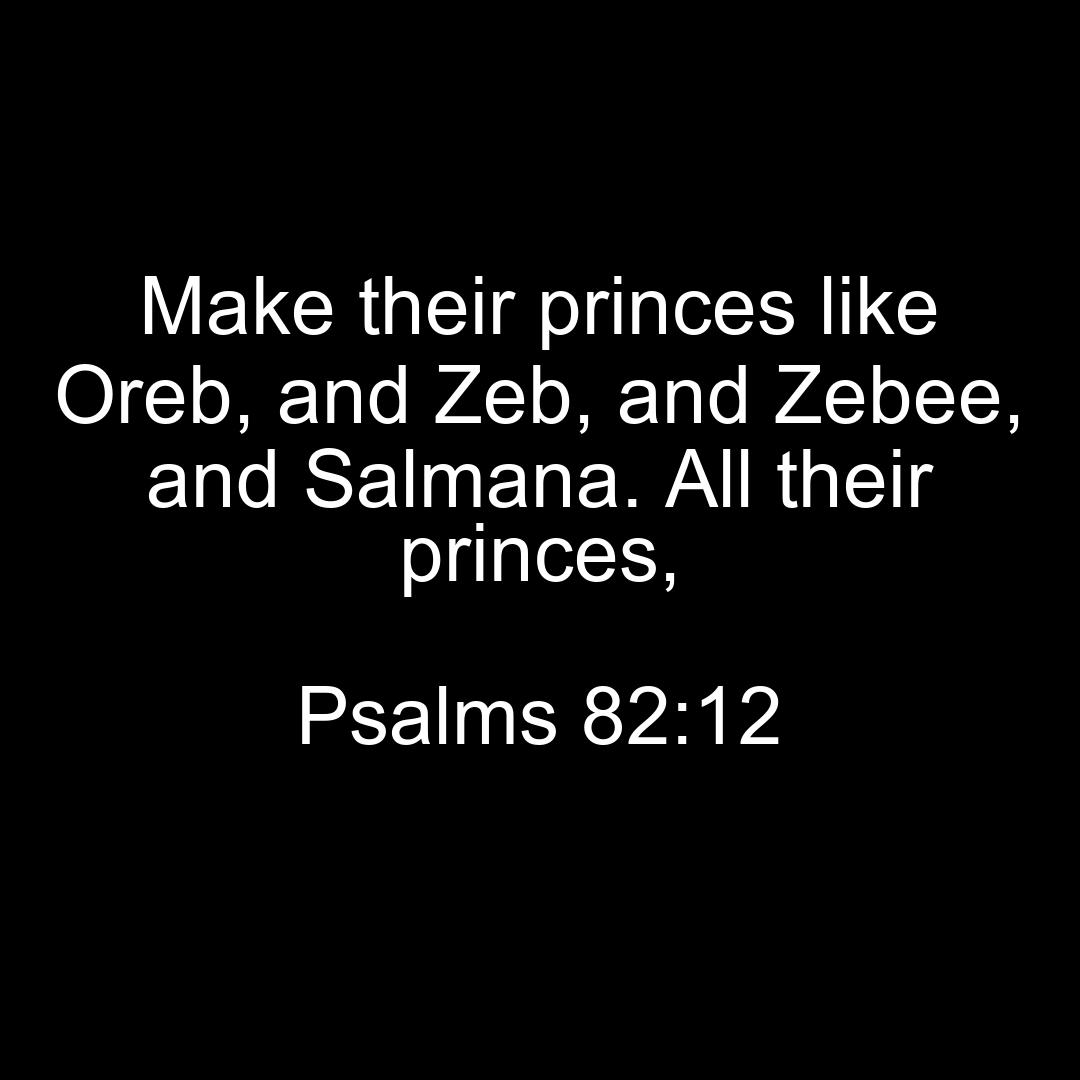 Make their princes like
Oreb, and Zeb, and Zebee,
and Salmana. All their
princes,
Psalms 82:12